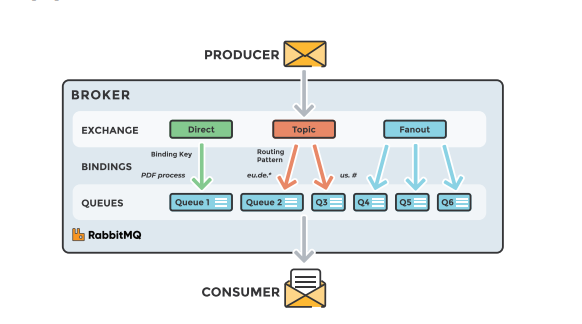 PRODUCER
BROKER
EXCHANGE
Direct
Topic
Fanout
BINDINGS
Binding Key
PDF process
Routing
Pattern
eu.de.*
us. #
QUEUES
Queue 1
Queue 2
Q3
Q4
Q5
Q6
RabbitMQ
CONSUMER